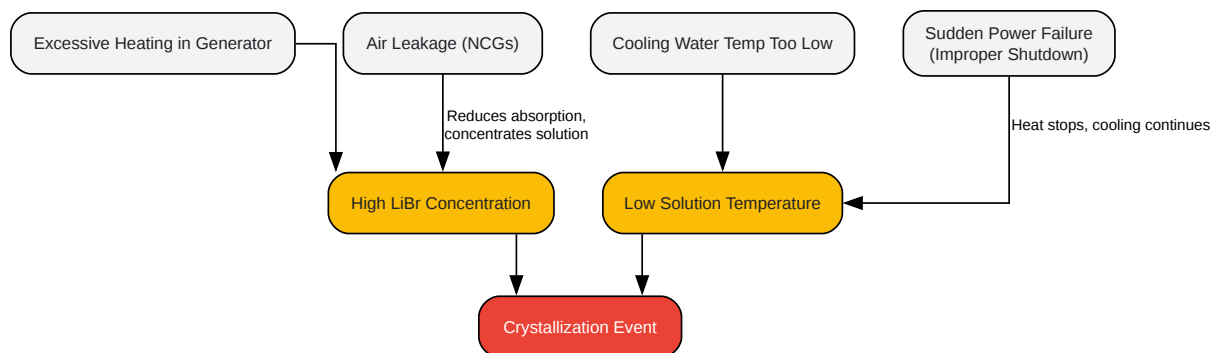 Excessive Heating in Generator
Air Leakage (NCGs)
Cooling Water Temp Too Low
Sudden Power Failure
(Improper Shutdown)
Reduces absorption,
concentrates solution
Heat stops, cooling continues
High LiBr Concentration
Low Solution Temperature
Crystallization Event